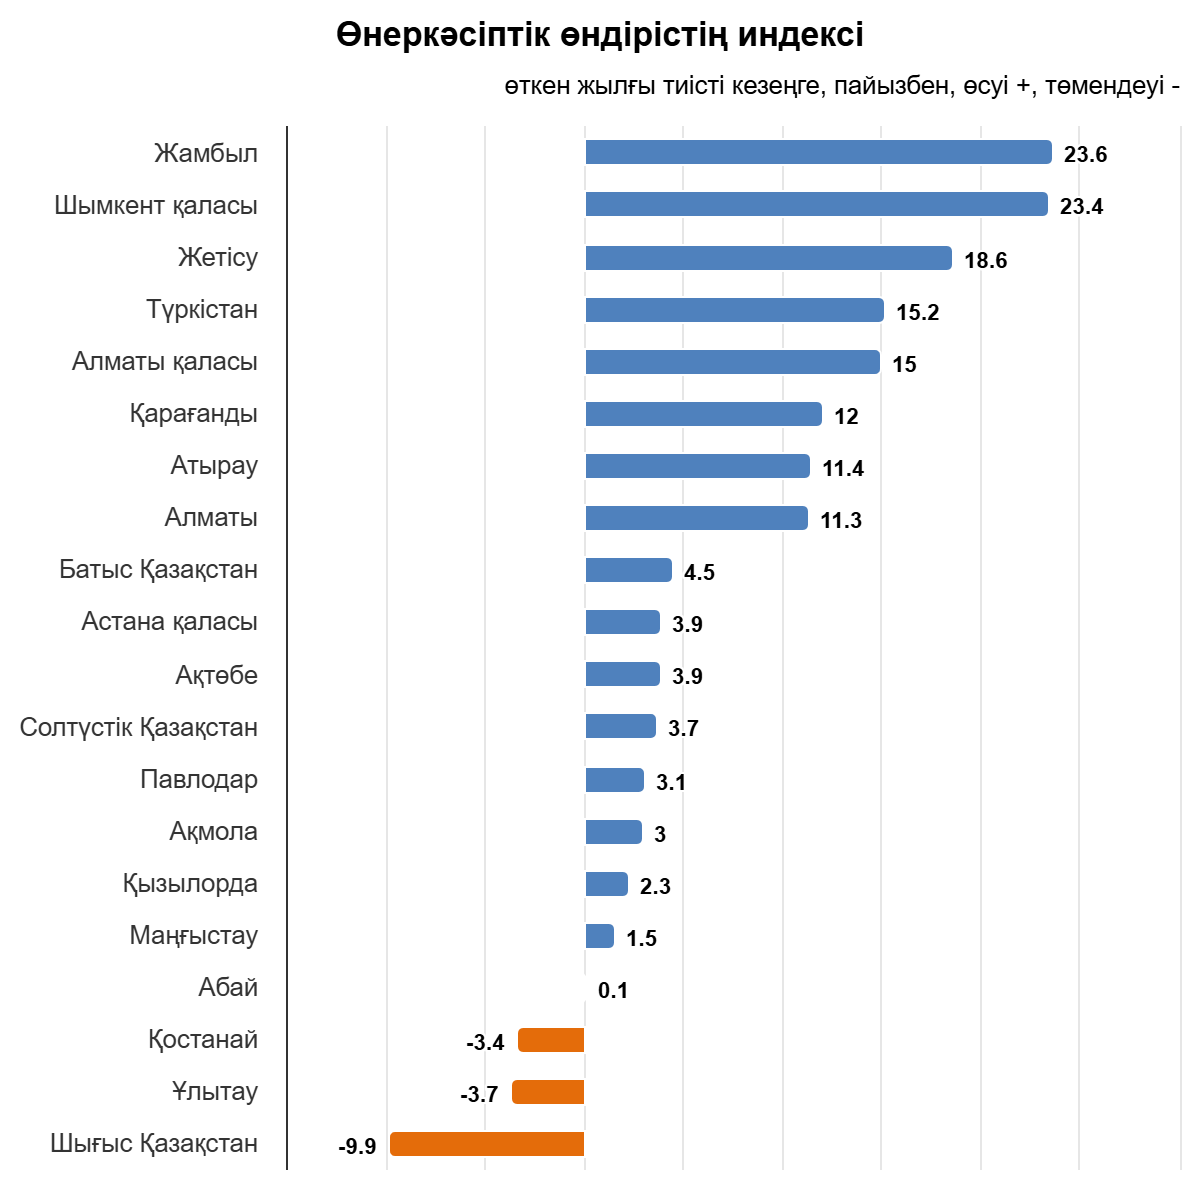 Өнеркәсіптік өндірістің индексі
өткен жылғы тиісті кезеңге, пайызбен, өсуі +, төмендеуі -
Жамбыл 23.6
Шымкент қаласы 23.4
Жетісу 18.6
Түркістан 15.2
Алматы қаласы 15
Қарағанды 12
Атырау 11.4
Алматы 11.3
Батыс Қазақстан 4.5
Астана қаласы 3.9
Ақтөбе 3.9
Солтүстік Қазақстан 3.7
Павлодар 3.1
Ақмола 3
Қызылорда 2.3
Маңғыстау 1.5
Абай 0.1
Қостанай -3.4
Ұлытау -3.7
Шығыс Қазақстан -9.9